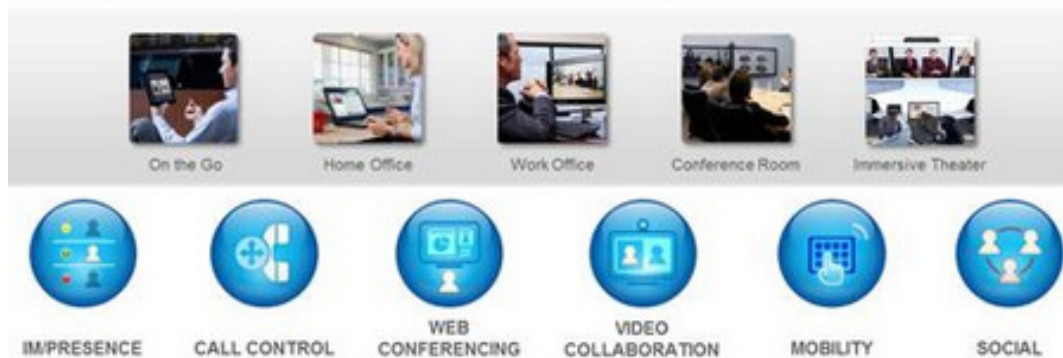 On the Go
Home Office
Work Office
Conference Room
Immersive Theater
IM/PRESENCE
CALL CONTROL
WEB
CONFERENCING
VIDEO
COLLABORATION
MOBILITY
SOCIAL